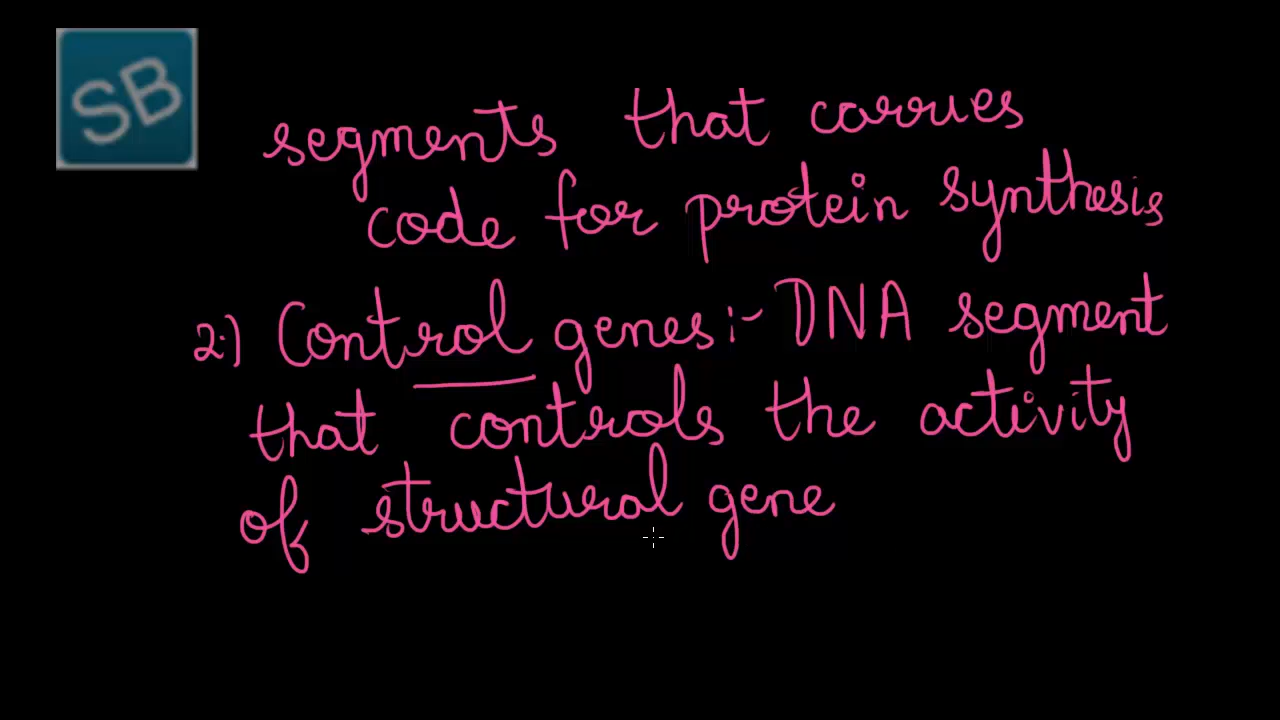 SB
segments that carries
code for protein synthesis
2.) Control genes:- DNA segment
that controls the activity
of structural gene